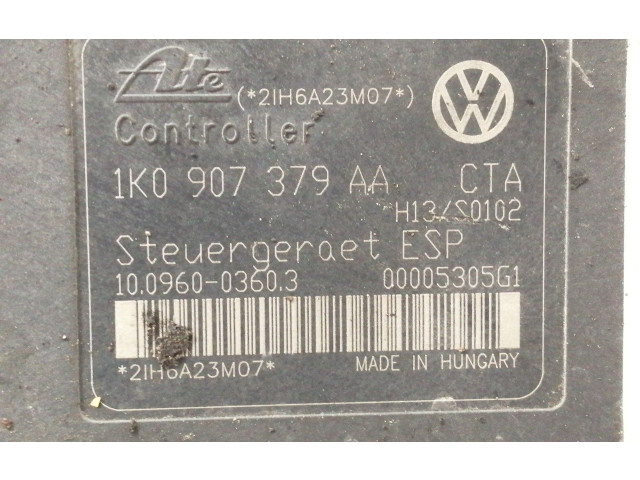 Ate (*2IH6A23M07*)
Controller
1K0 907 379 AA CTA
H13/S0102
Steuergeraet ESP
10.0960-0360.3 00005305G1
*2IH6A23M07* MADE IN HUNGARY